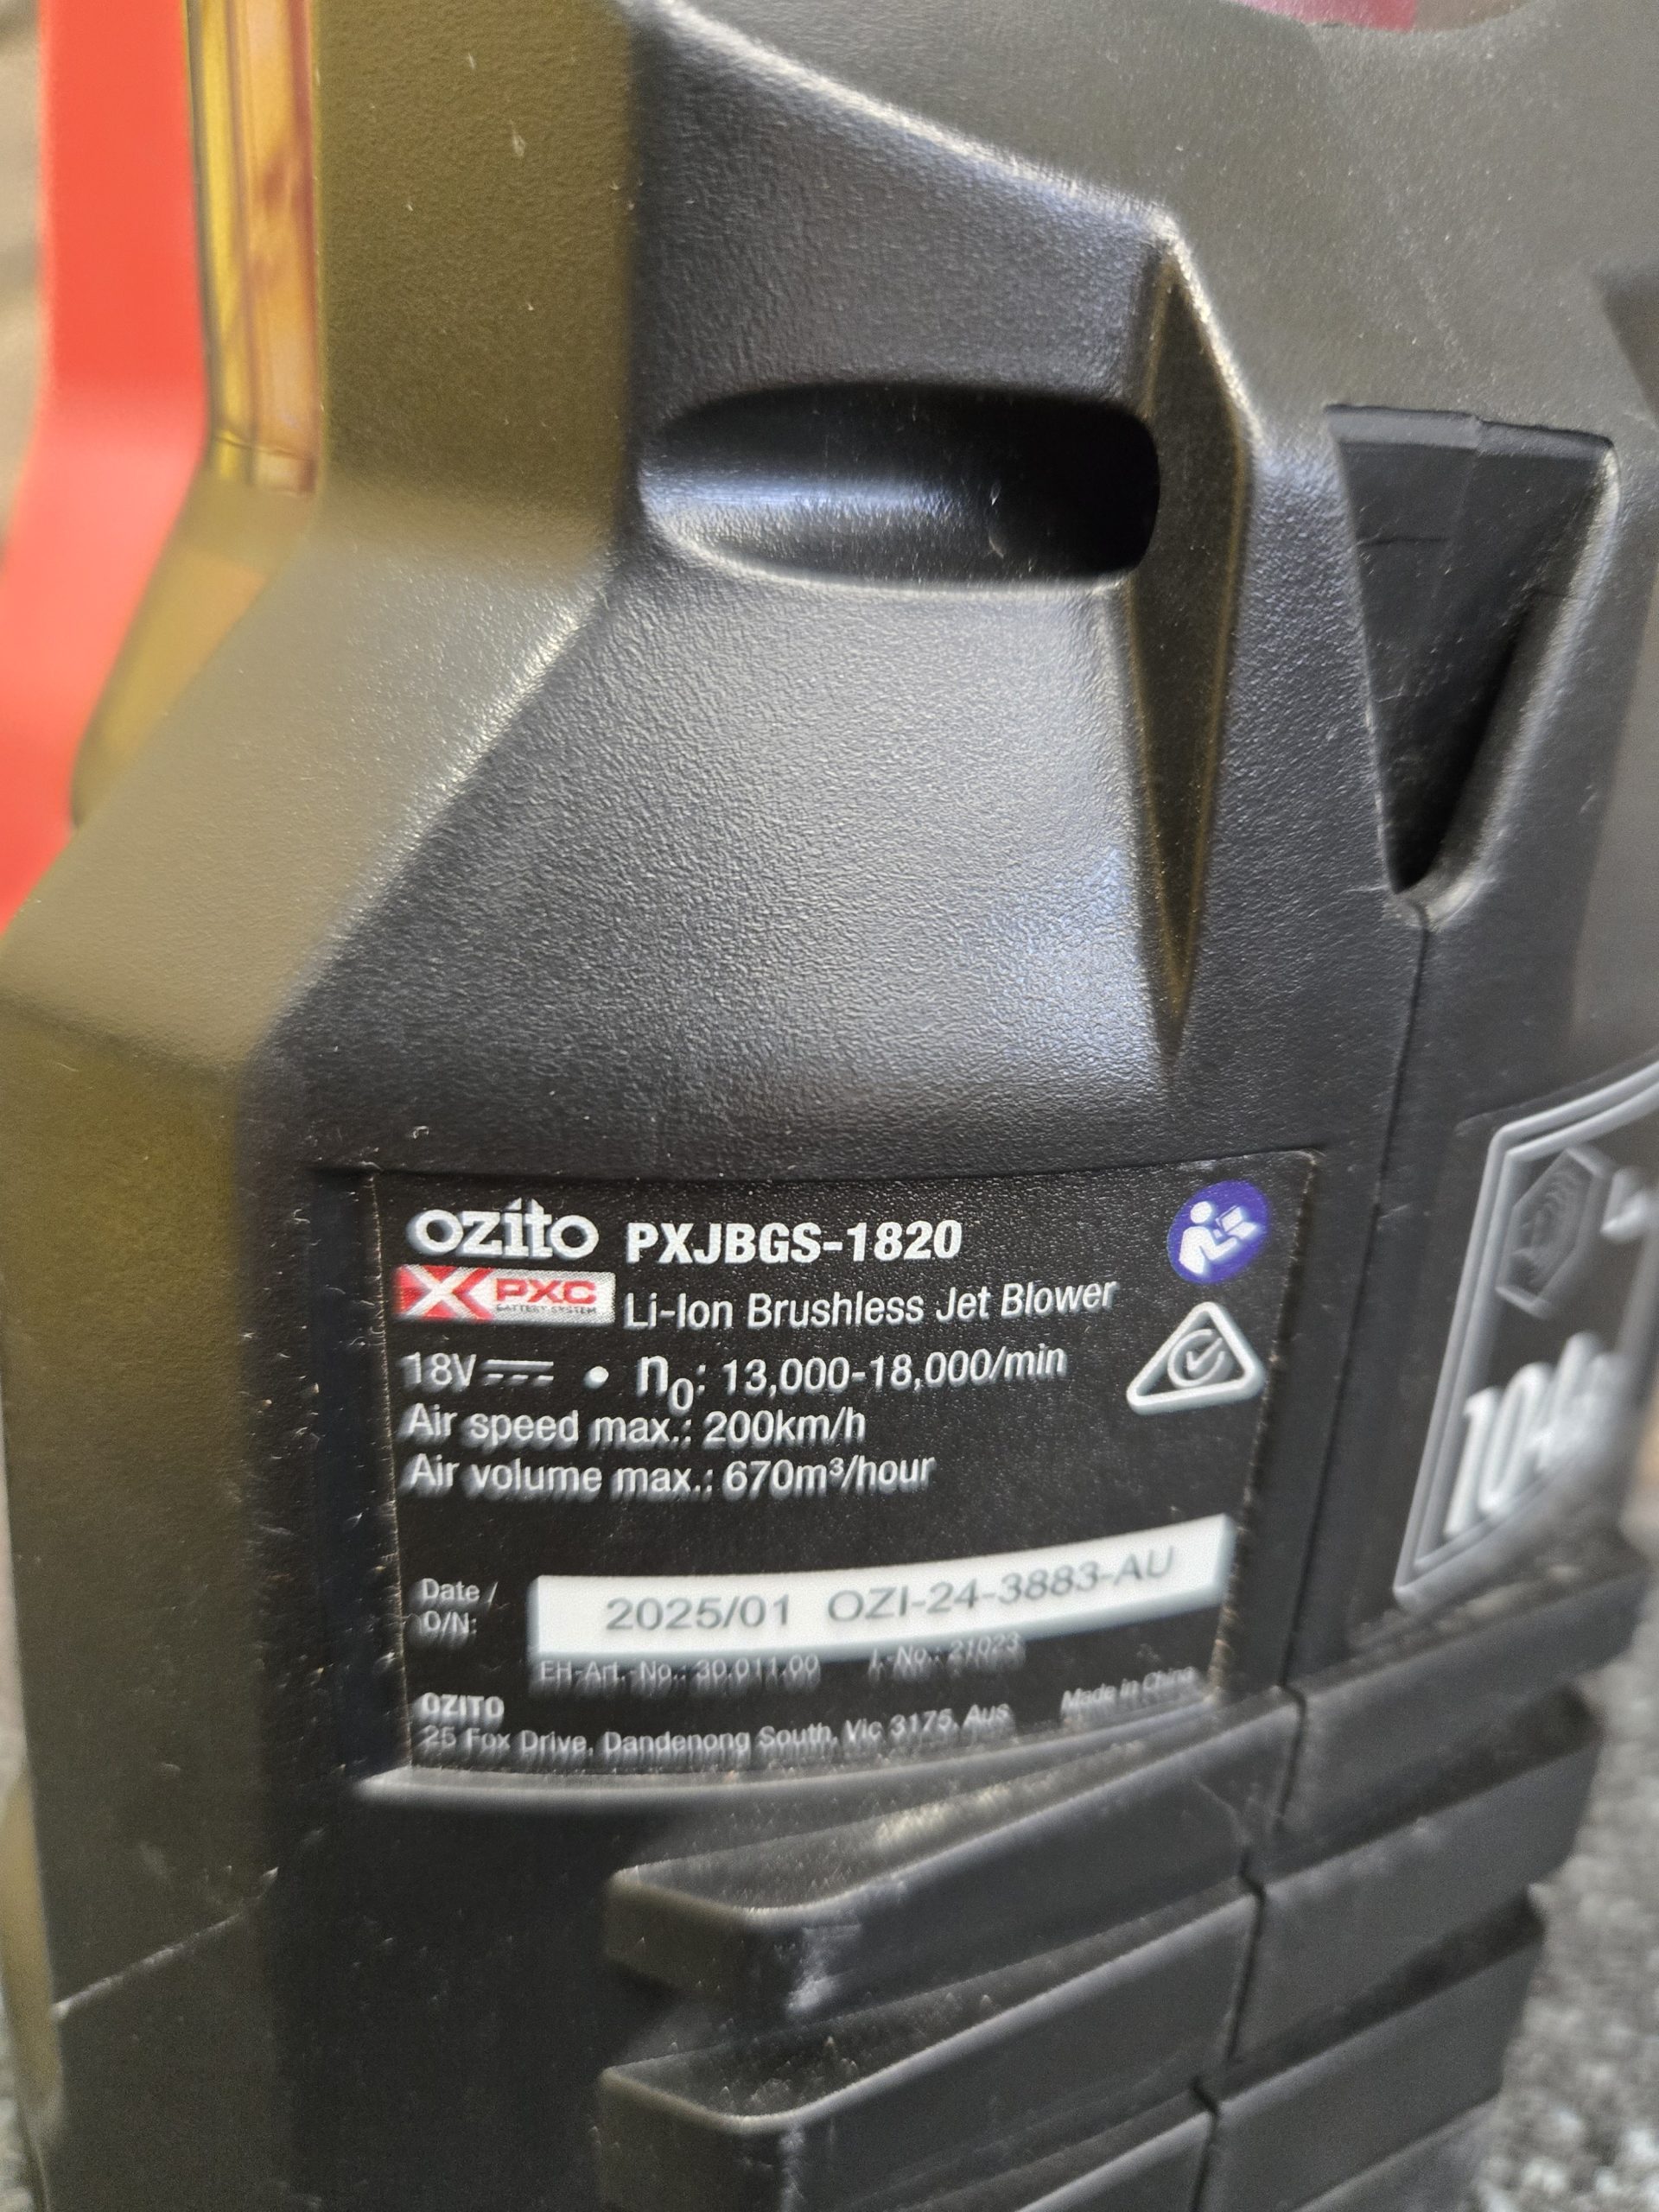 ozito PXJBGS-1820
PXC
BATTERY SYSTEM
Li-Ion Brushless Jet Blower
18V • n0: 13,000-18,000/min
Air speed max.: 200km/h
Air volume max.: 670m³/hour
Date /
O/N:
2025/01 OZI-24-3883-AU
EH-Art.-No.: 30.011.00 I.-No.: 21023
OZITO
25 Fox Drive, Dandenong South, Vic 3175, Aus
Made in China